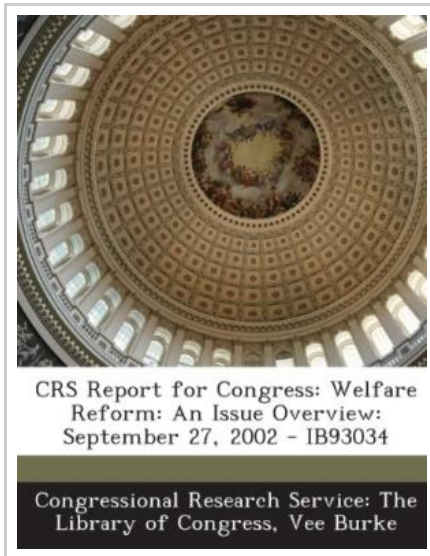 CRS Report for Congress: Welfare
Reform: An Issue Overview:
September 27, 2002 - IB93034
Congressional Research Service: The
Library of Congress, Vee Burke